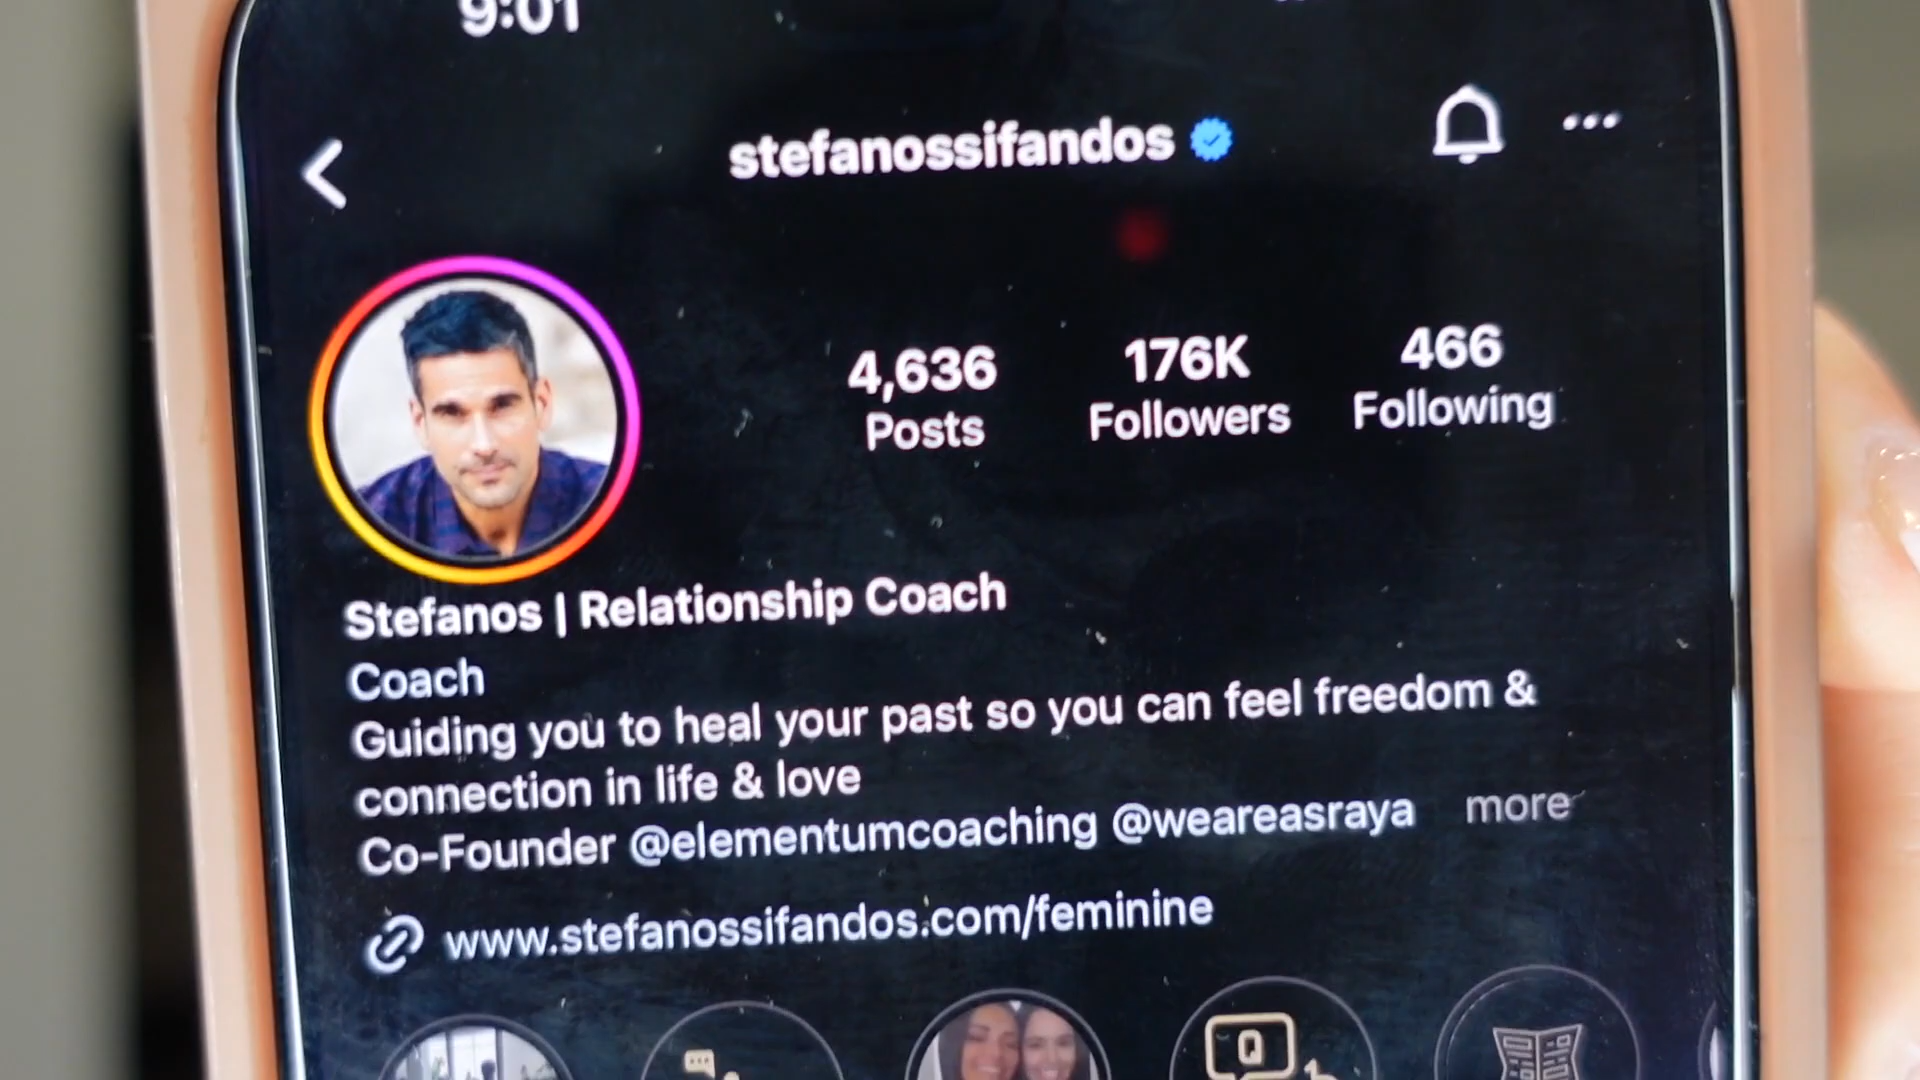 9:01
stefanossifandos
4,636
Posts
176K
Followers
466
Following
Stefanos | Relationship Coach
Coach
Guiding you to heal your past so you can feel freedom &
connection in life & love
Co-Founder @elementumcoaching @weareasraya more
www.stefanossifandos.com/feminine
Q